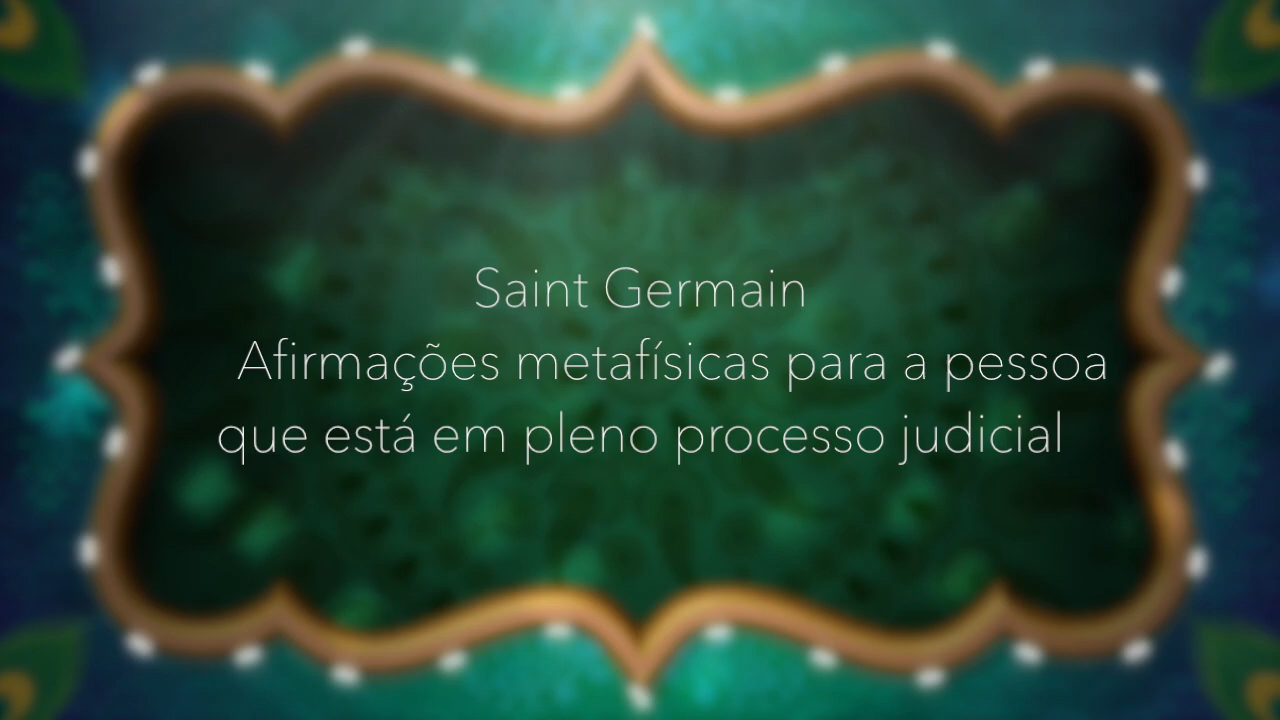 Saint Germain
Afirmações metafísicas para a pessoa
que está em pleno processo judicial